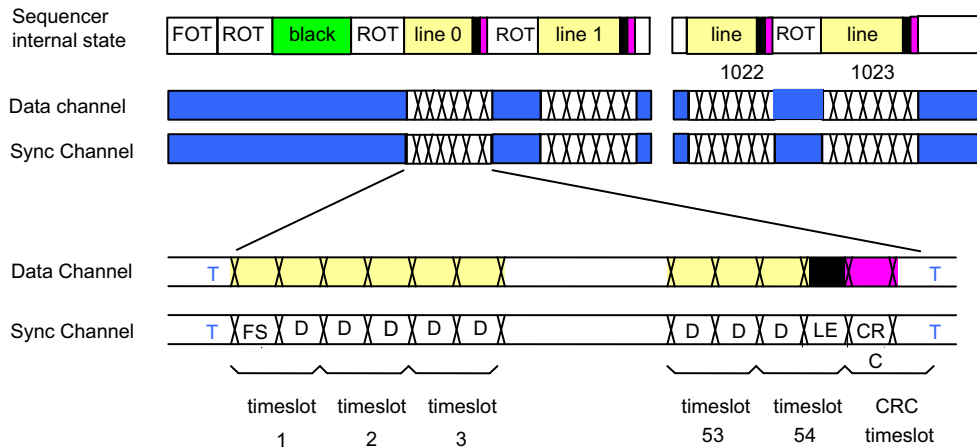 Sequencer
internal state
FOT ROT black ROT line 0 ROT line 1 line ROT line
1022 1023
Data channel
Sync Channel
Data Channel T T
Sync Channel T FS D D D D D D D D LE CR T
C
timeslot timeslot timeslot timeslot timeslot CRC
1 2 3 53 54 timeslot